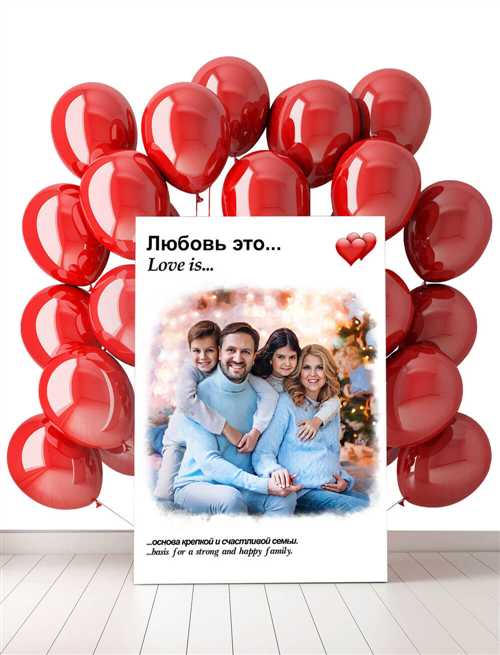 Любовь это...
Love is...
...основа крепкой и счастливой семьи.
...basis for a strong and happy family.